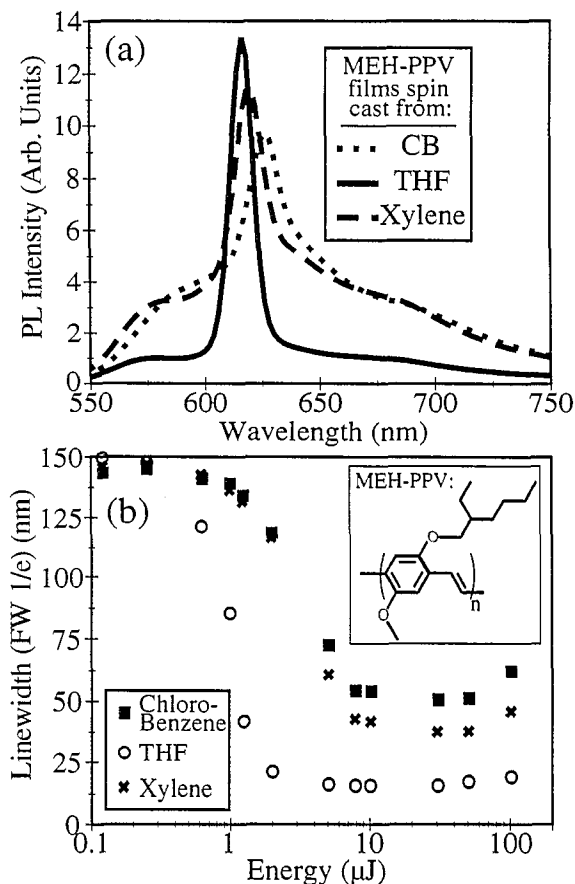 (a)
MEH-PPV
films spin
cast from:
CB
THF
Xylene
PL Intensity (Arb. Units)
14
12
10
8
6
4
2
0
550
600
650
700
750
Wavelength (nm)
(b)
MEH-PPV:
O
O
n
Chloro-
Benzene
THF
Xylene
Linewidth (FW 1/e) (nm)
150
125
100
75
50
25
0
0.1
1
10
100
Energy (μJ)